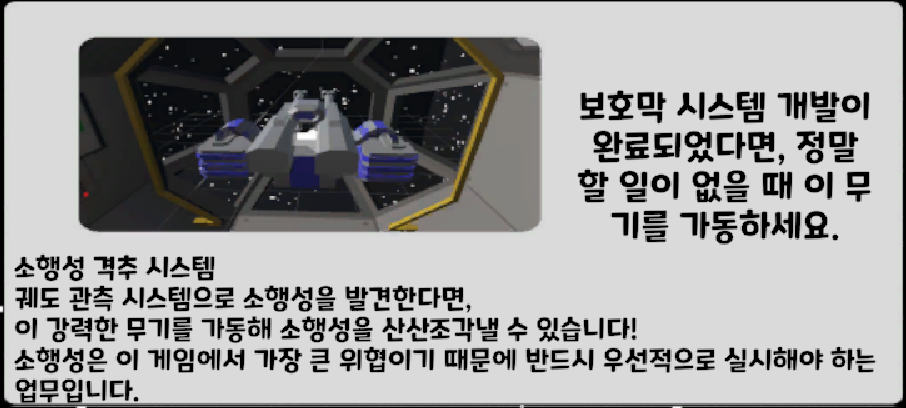 보호막 시스템 개발이
완료되었다면, 정말
할 일이 없을 때 이 무
기를 가동하세요.
소행성 격추 시스템
궤도 관측 시스템으로 소행성을 발견한다면,
이 강력한 무기를 가동해 소행성을 산산조각낼 수 있습니다!
소행성은 이 게임에서 가장 큰 위협이기 때문에 반드시 우선적으로 실시해야 하는
업무입니다.